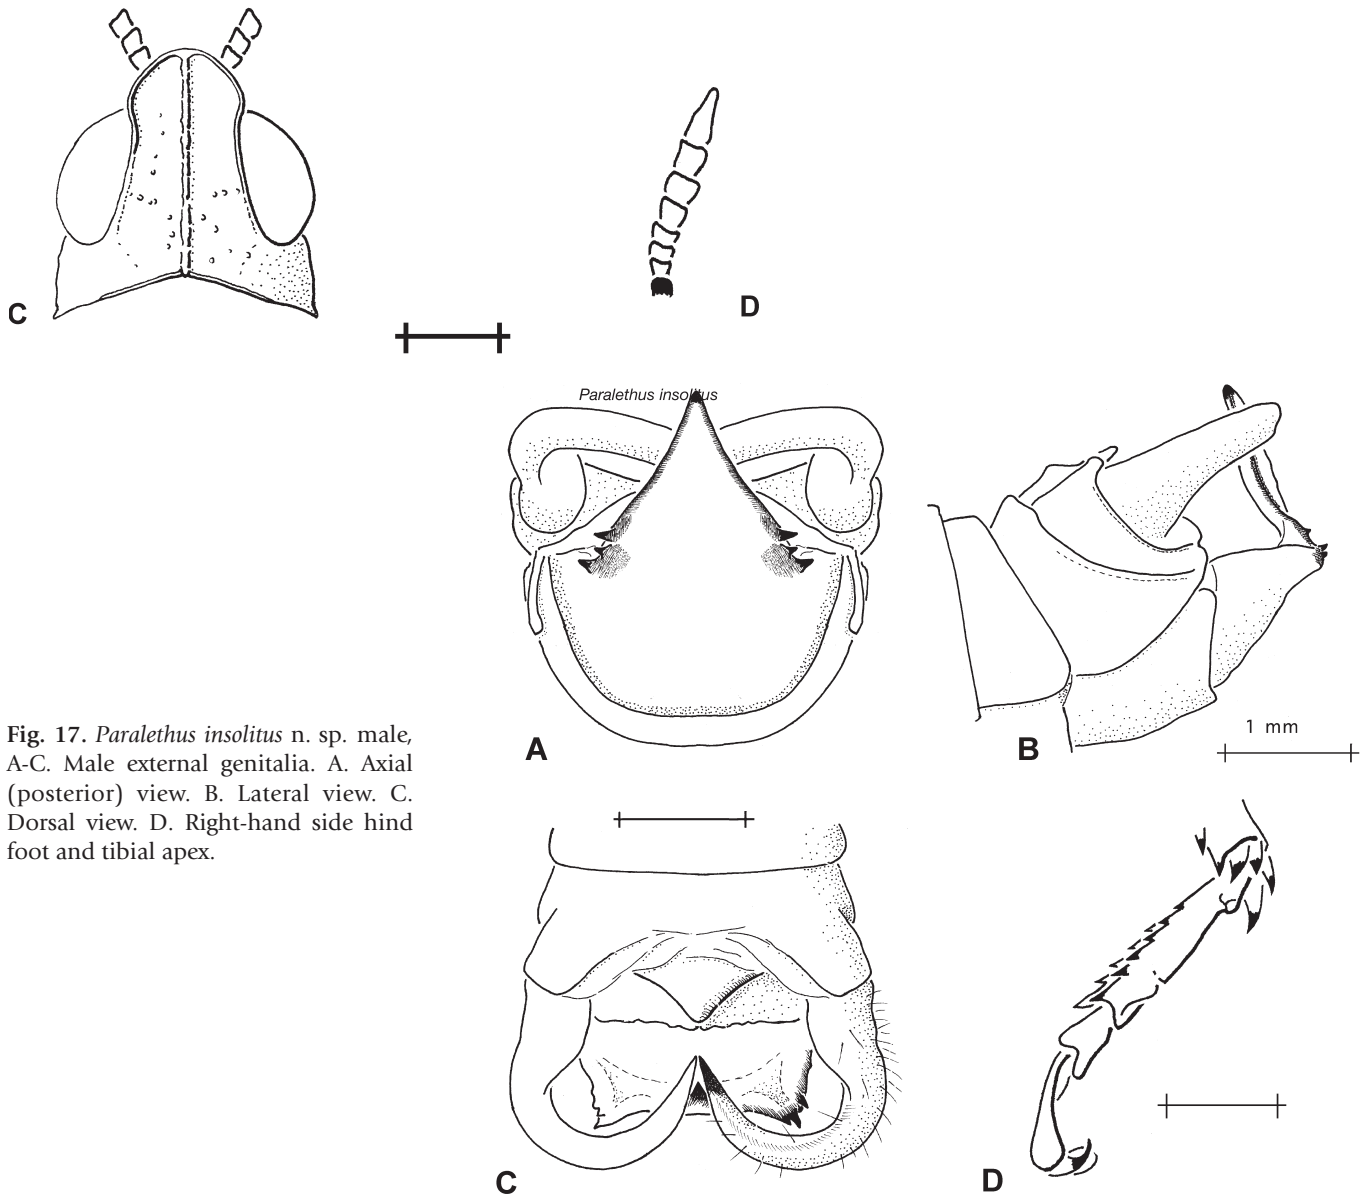 C
D
Paralethus insolitus
A
B
1 mm
Fig. 17. Paralethus insolitus n. sp. male,
A-C. Male external genitalia. A. Axial
(posterior) view. B. Lateral view. C.
Dorsal view. D. Right-hand side hind
foot and tibial apex.
C
D